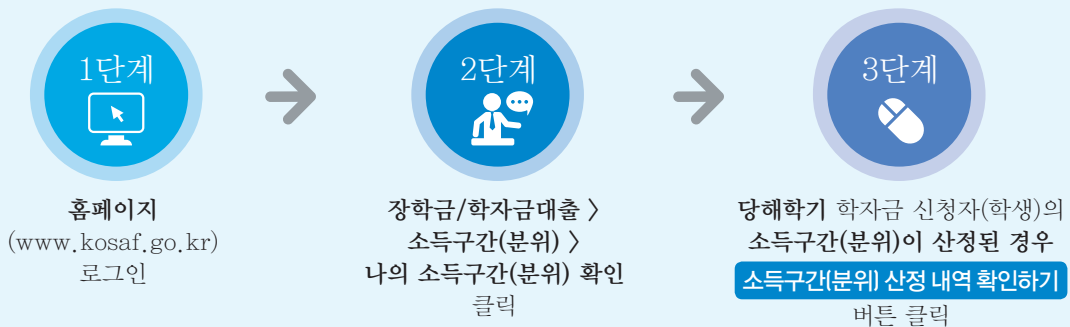 1단계
홈페이지
(www.kosaf.go.kr)
로그인
2단계
장학금/학자금대출 〉
소득구간(분위) 〉
나의 소득구간(분위) 확인
클릭
3단계
당해학기 학자금 신청자(학생)의
소득구간(분위)이 산정된 경우
소득구간(분위) 산정 내역 확인하기
버튼 클릭